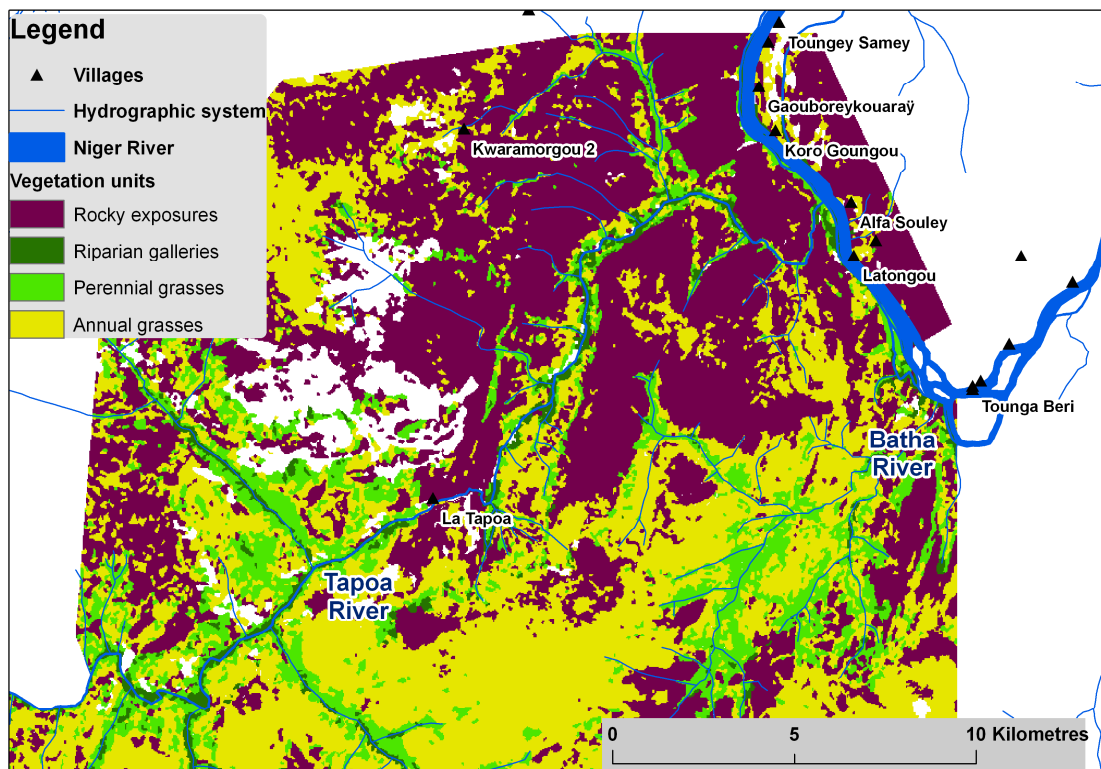 Legend
Villages
Hydrographic system
Niger River
Vegetation units
Rocky exposures
Riparian galleries
Perennial grasses
Annual grasses
Toungey Samey
Gaouboreykouaraÿ
Koro Goungou
Kwaramorgou 2
Alfa Souley
Latongou
Tounga Beri
Batha
River
La Tapoa
Tapoa
River
0 5 10 Kilometres